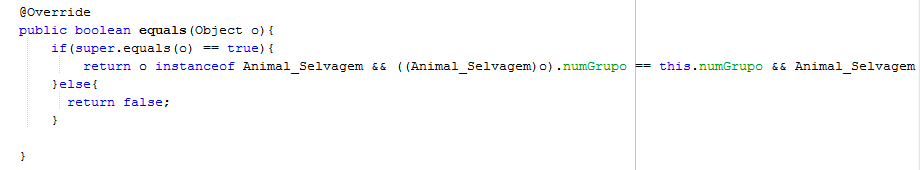 @Override
public boolean equals(Object o){
if(super.equals(o) == true){
return o instanceof Animal_Selvagem && ((Animal_Selvagem)o).numGrupo == this.numGrupo && Animal_Selvagem
}else{
return false;
}
}